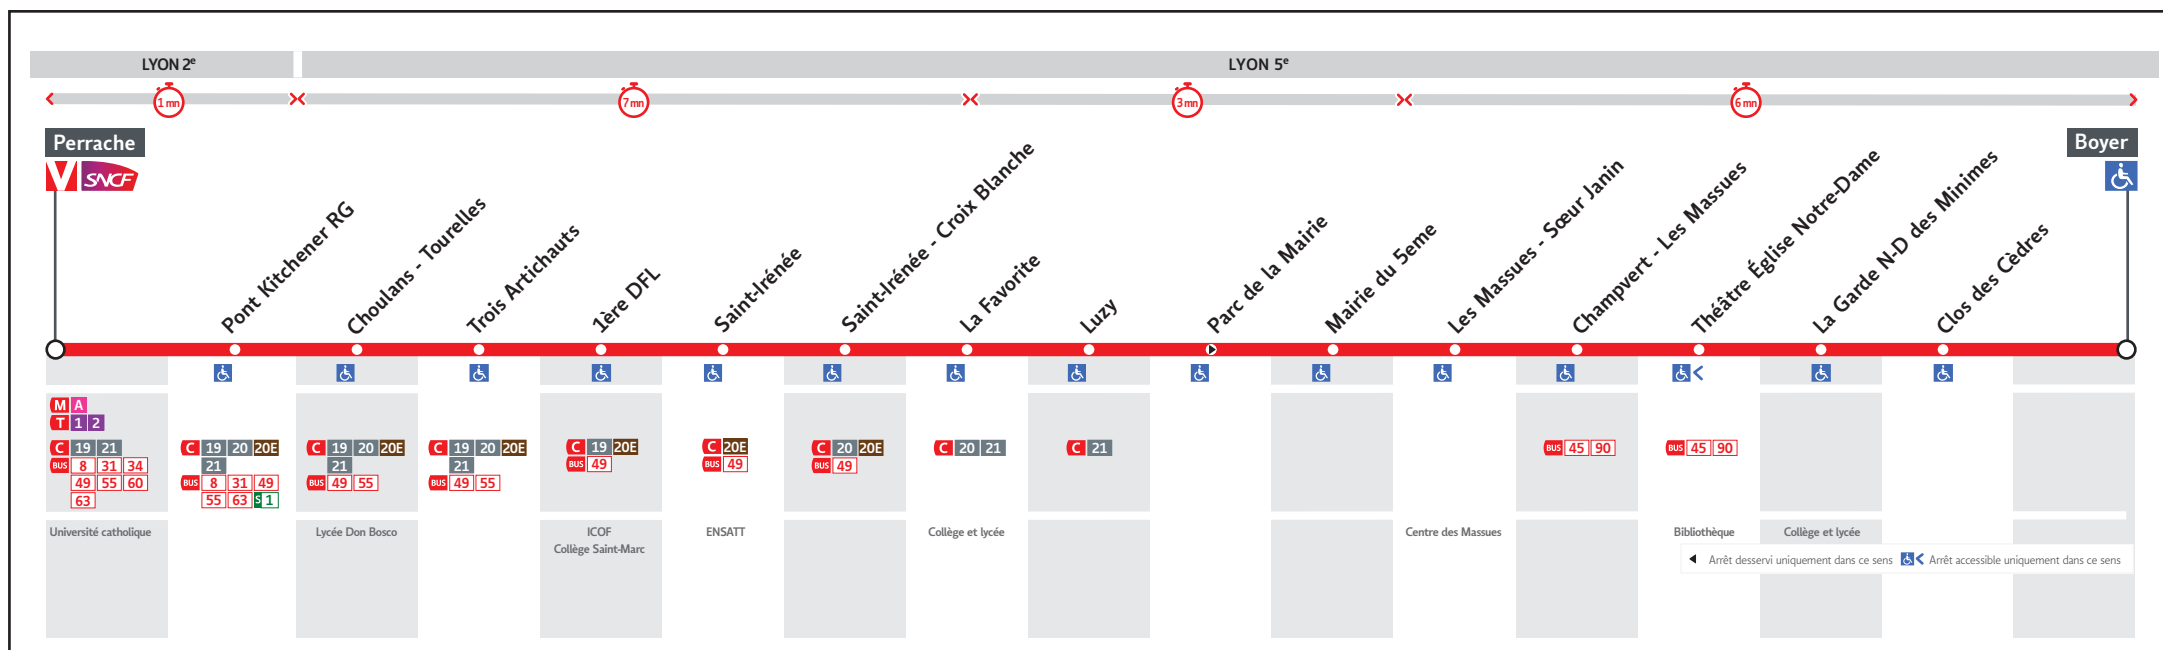 LYON 2e
LYON 5e
1 mn
7 mn
3 mn
6 mn
Perrache
Boyer
V SNCF
Pont Kitchener RG
Choulans - Tourelles
Trois Artichauts
1ère DFL
Saint-Irénée
Saint-Irénée - Croix Blanche
La Favorite
Luzy
Parc de la Mairie
Mairie du 5eme
Les Massues - Sœur Janin
Champvert - Les Massues
Théâtre Église Notre-Dame
La Garde N-D des Minimes
Clos des Cèdres
M A
T 1 2
C 19 21
BUS 8 31 34
49 55 60
63
C 19 20 20E
21
BUS 8 31 49
55 63 S 1
C 19 20 20E
21
BUS 49 55
C 19 20 20E
21
BUS 49 55
C 19 20E
BUS 49
C 20E
BUS 49
C 20 20E
BUS 49
C 20 21
C 21
BUS 45 90
BUS 45 90
Université catholique
Lycée Don Bosco
ICOF
Collège Saint-Marc
ENSATT
Collège et lycée
Centre des Massues
Bibliothèque
Collège et lycée
Arrêt desservi uniquement dans ce sens
Arrêt accessible uniquement dans ce sens